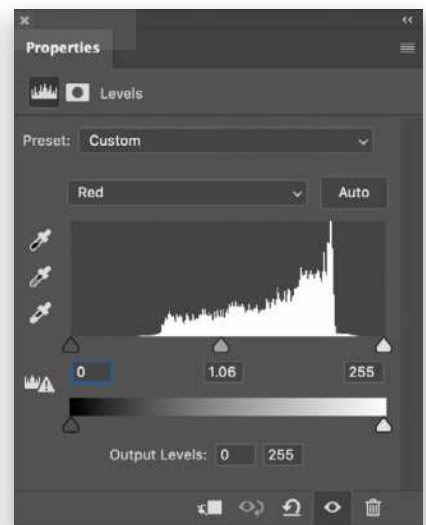 Properties
Levels
Preset: Custom
Red Auto
0 1.06 255
Output Levels: 0 255